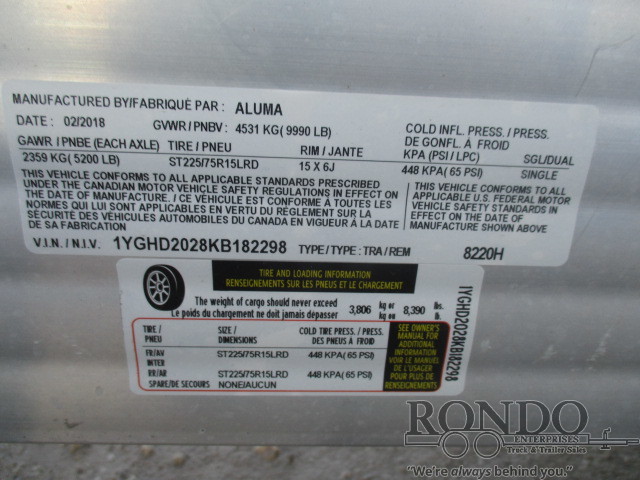 MANUFACTURED BY/FABRIQUÉ PAR : ALUMA
DATE : 02/2018 GVWR / PNBV : 4531 KG( 9990 LB)
COLD INFL. PRESS. / PRESS.
DE GONFL. À FROID
GAWR / PNBE (EACH AXLE) TIRE / PNEU RIM / JANTE KPA (PSI / LPC) SGL/DUAL
2359 KG( 5200 LB) ST225/75R15LRD 15 X 6J 448 KPA ( 65 PSI) SINGLE
THIS VEHICLE CONFORMS TO ALL APPLICABLE STANDARDS PRESCRIBED
UNDER THE CANADIAN MOTOR VEHICLE SAFETY REGULATIONS IN EFFECT ON
THE DATE OF MANUFACTURE. / CE VÉHICULE EST CONFORME À TOUTES LES
NORMES QUI LUI SONT APPLICABLES EN VERTU DU RÈGLEMENT SUR LA
SÉCURITÉ DES VÉHICULES AUTOMOBILES DU CANADA EN VIGUEUR À LA
DATE DE SA FABRICATION.
THIS VEHICLE CONFORMS TO ALL
APPLICABLE U.S. FEDERAL MOTOR
VEHICLE SAFETY STANDARDS IN
EFFECT ON THE DATE OF
MANUFACTURE SHOWN ABOVE.
V.I.N. / N.I.V. 1YGHD2028KB182298 TYPE / TYPE : TRA / REM 8220H
TIRE AND LOADING INFORMATION
RENSEIGNEMENTS SUR LES PNEUS ET LE CHARGEMENT
The weight of cargo should never exceed
Le poids du chargement ne doit jamais dépasser 3,806 kg or / kg ou 8,390 lbs. / lb.
TIRE / PNEU SIZE / DIMENSIONS COLD TIRE PRESS. / PRESS. DES PNEUS À FROID
FR/AV ST225/75R15LRD 448 KPA( 65 PSI)
INTER
RR/AR ST225/75R15LRD 448 KPA( 65 PSI)
SPARE/DE SECOURS NONE/AUCUN
SEE OWNER'S
MANUAL FOR
ADDITIONAL
INFORMATION
VOIR LE MANUEL
DE L'USAGER
POUR PLUS DE
RENSEIGNEMENTS
1YGHD2028KB182298
RONDO
ENTERPRISES
Truck & Trailer Sales
"We're always behind you."